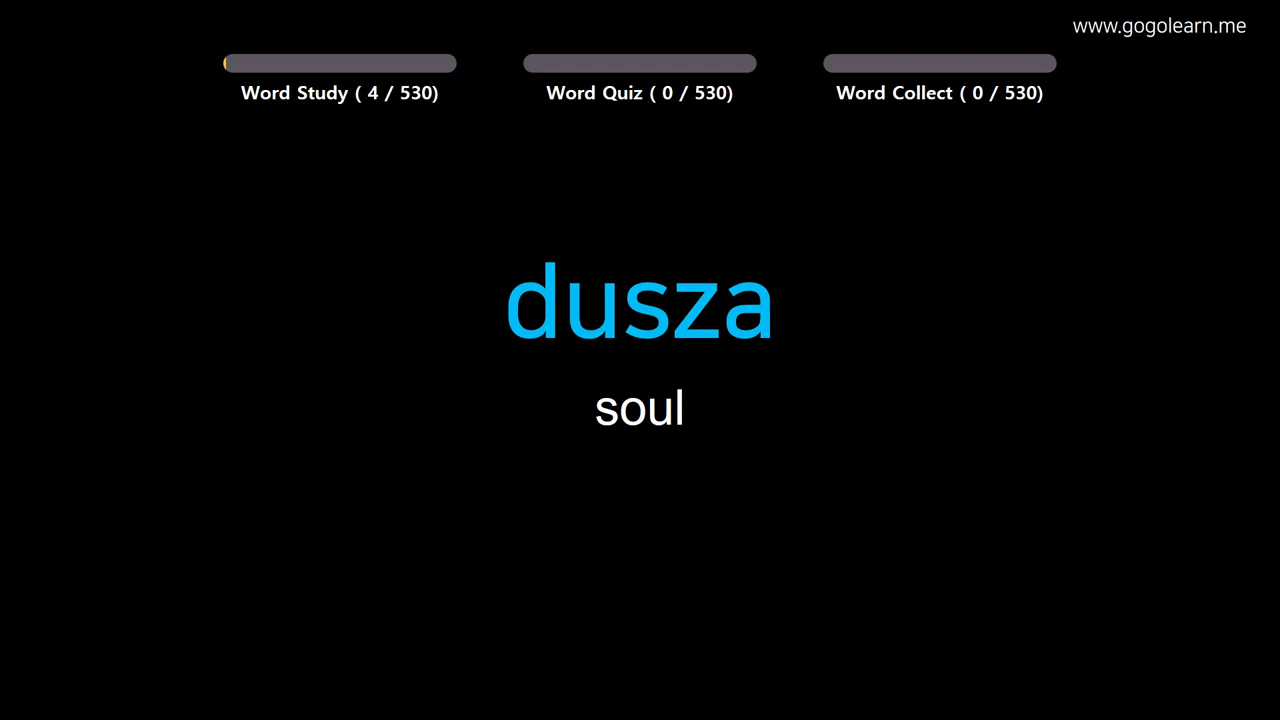 www.gogolearn.me
Word Study ( 4 / 530)
Word Quiz ( 0 / 530)
Word Collect ( 0 / 530)
dusza
soul